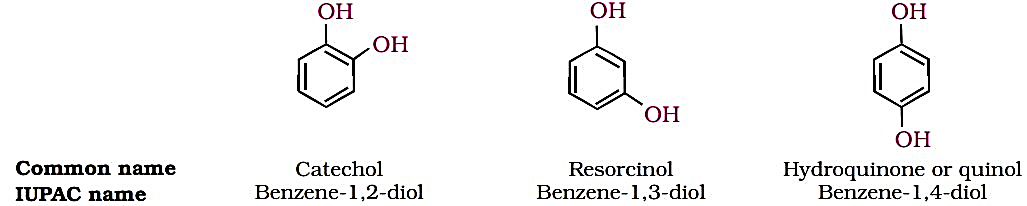 OH
OH
OH
OH
OH
OH
Common name Catechol Resorcinol Hydroquinone or quinol
IUPAC name Benzene-1,2-diol Benzene-1,3-diol Benzene-1,4-diol